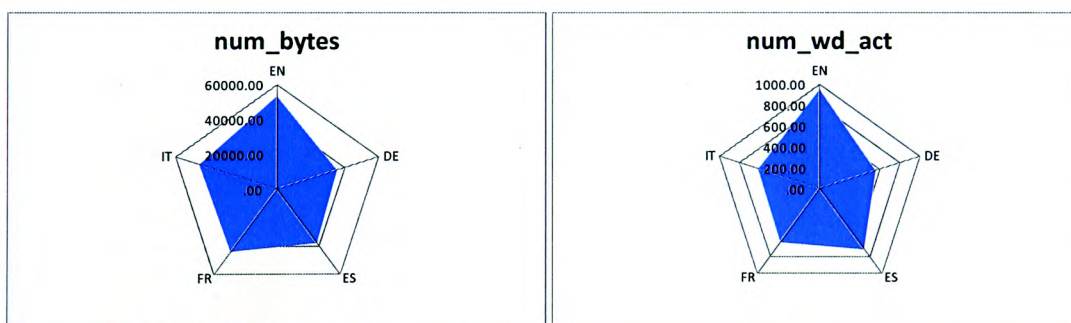 num_bytes
EN
60000.00
40000.00
IT
20000.00
DE
.00
FR
ES
num_wd_act
EN
1000.00
800.00
600.00
400.00
IT
200.00
DE
.00
FR
ES